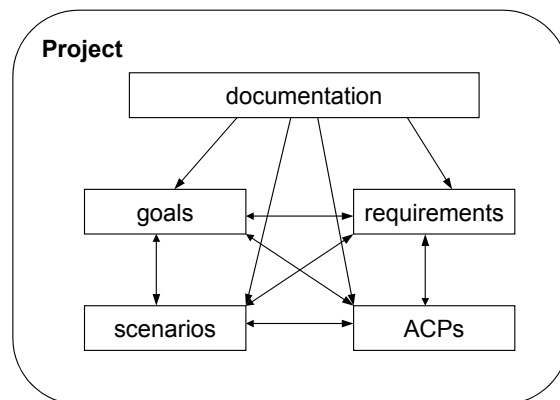 Project
documentation
goals
requirements
scenarios
ACPs